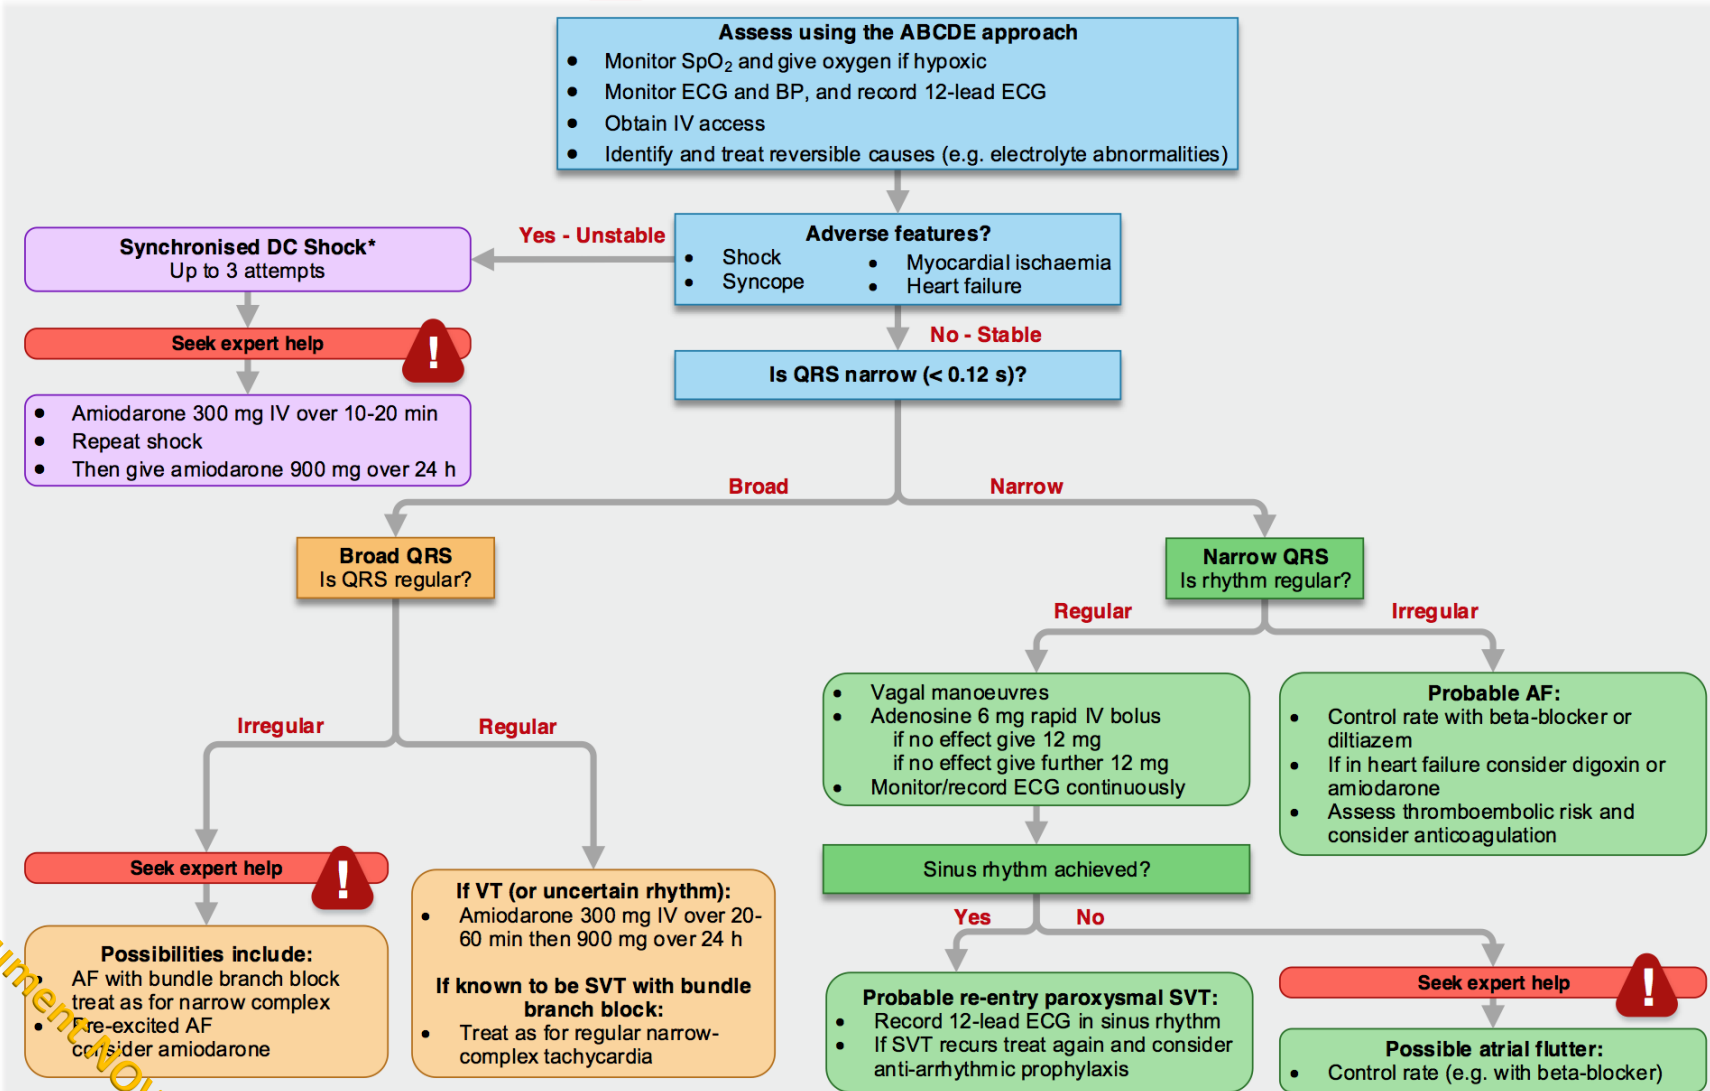 Assess using the ABCDE approach
• Monitor SpO₂ and give oxygen if hypoxic
• Monitor ECG and BP, and record 12-lead ECG
• Obtain IV access
• Identify and treat reversible causes (e.g. electrolyte abnormalities)
Adverse features?
• Shock
• Syncope
• Myocardial ischaemia
• Heart failure
Yes - Unstable
Synchronised DC Shock*
Up to 3 attempts
Seek expert help
!
• Amiodarone 300 mg IV over 10-20 min
• Repeat shock
• Then give amiodarone 900 mg over 24 h
No - Stable
Is QRS narrow (< 0.12 s)?
Broad
Narrow
Broad QRS
Is QRS regular?
Irregular
Regular
Seek expert help
!
Possibilities include:
• AF with bundle branch block
treat as for narrow complex
• Pre-excited AF
consider amiodarone
If VT (or uncertain rhythm):
• Amiodarone 300 mg IV over 20-
60 min then 900 mg over 24 h
If known to be SVT with bundle
branch block:
• Treat as for regular narrow-
complex tachycardia
Narrow QRS
Is rhythm regular?
Regular
Irregular
• Vagal manoeuvres
• Adenosine 6 mg rapid IV bolus
if no effect give 12 mg
if no effect give further 12 mg
• Monitor/record ECG continuously
Probable AF:
• Control rate with beta-blocker or
diltiazem
• If in heart failure consider digoxin or
amiodarone
• Assess thromboembolic risk and
consider anticoagulation
Sinus rhythm achieved?
Yes
No
Probable re-entry paroxysmal SVT:
• Record 12-lead ECG in sinus rhythm
• If SVT recurs treat again and consider
anti-arrhythmic prophylaxis
Seek expert help
!
Possible atrial flutter:
• Control rate (e.g. with beta-blocker)